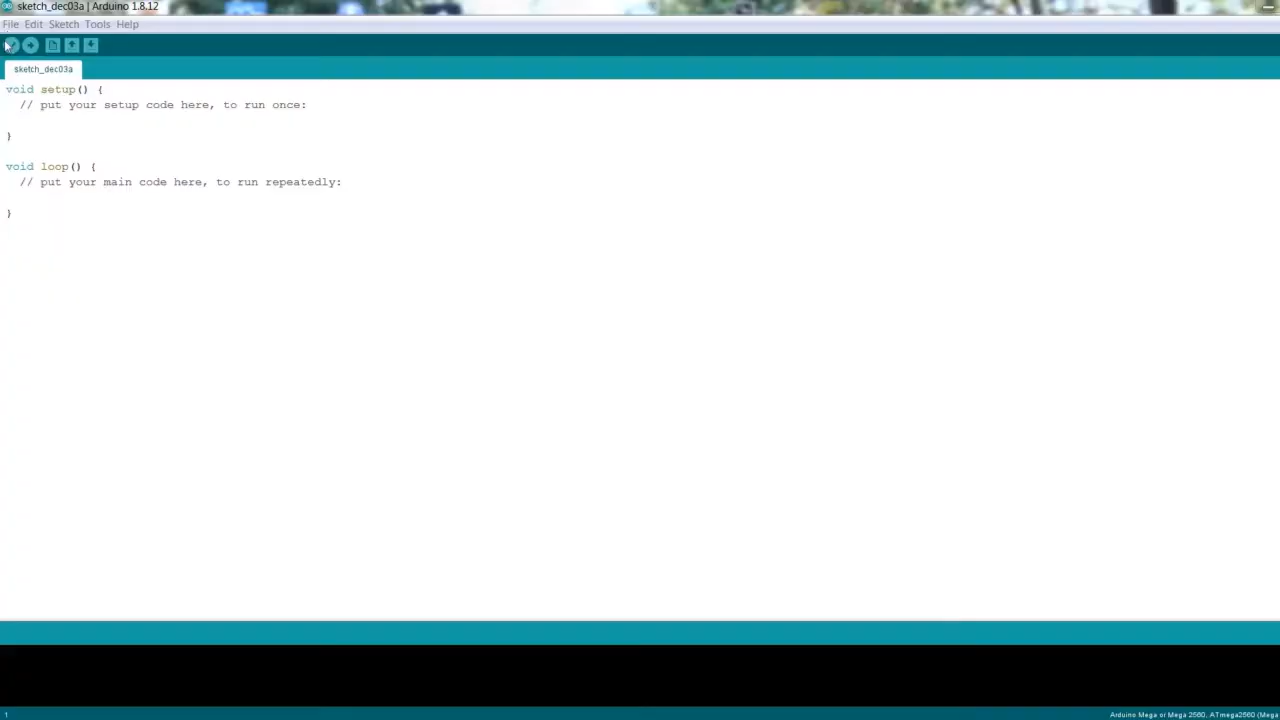 sketch_dec03a | Arduino 1.8.12
File Edit Sketch Tools Help
sketch_dec03a
void setup() {
  // put your setup code here, to run once:
}
void loop() {
  // put your main code here, to run repeatedly:
}
1
Arduino Mega or Mega 2560, ATmega2560 (Mega